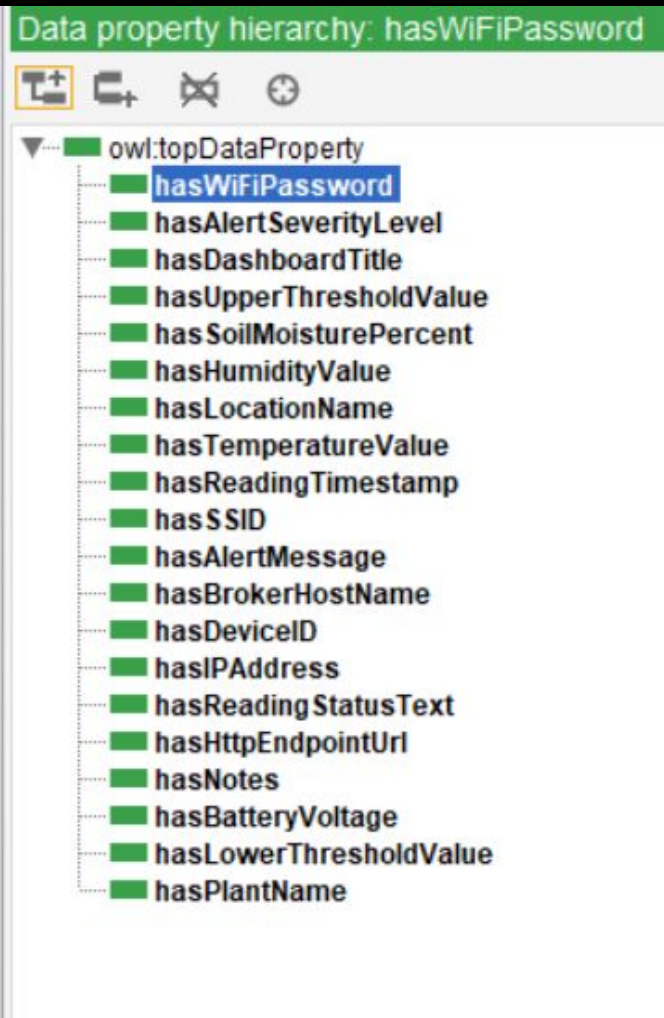 Data property hierarchy: hasWiFiPassword
owl:topDataProperty
hasWiFiPassword
hasAlertSeverityLevel
hasDashboardTitle
hasUpperThresholdValue
hasSoilMoisturePercent
hasHumidityValue
hasLocationName
hasTemperatureValue
hasReadingTimestamp
hasSSID
hasAlertMessage
hasBrokerHostName
hasDeviceID
hasIPAddress
hasReadingStatusText
hasHttpEndpointUrl
hasNotes
hasBatteryVoltage
hasLowerThresholdValue
hasPlantName